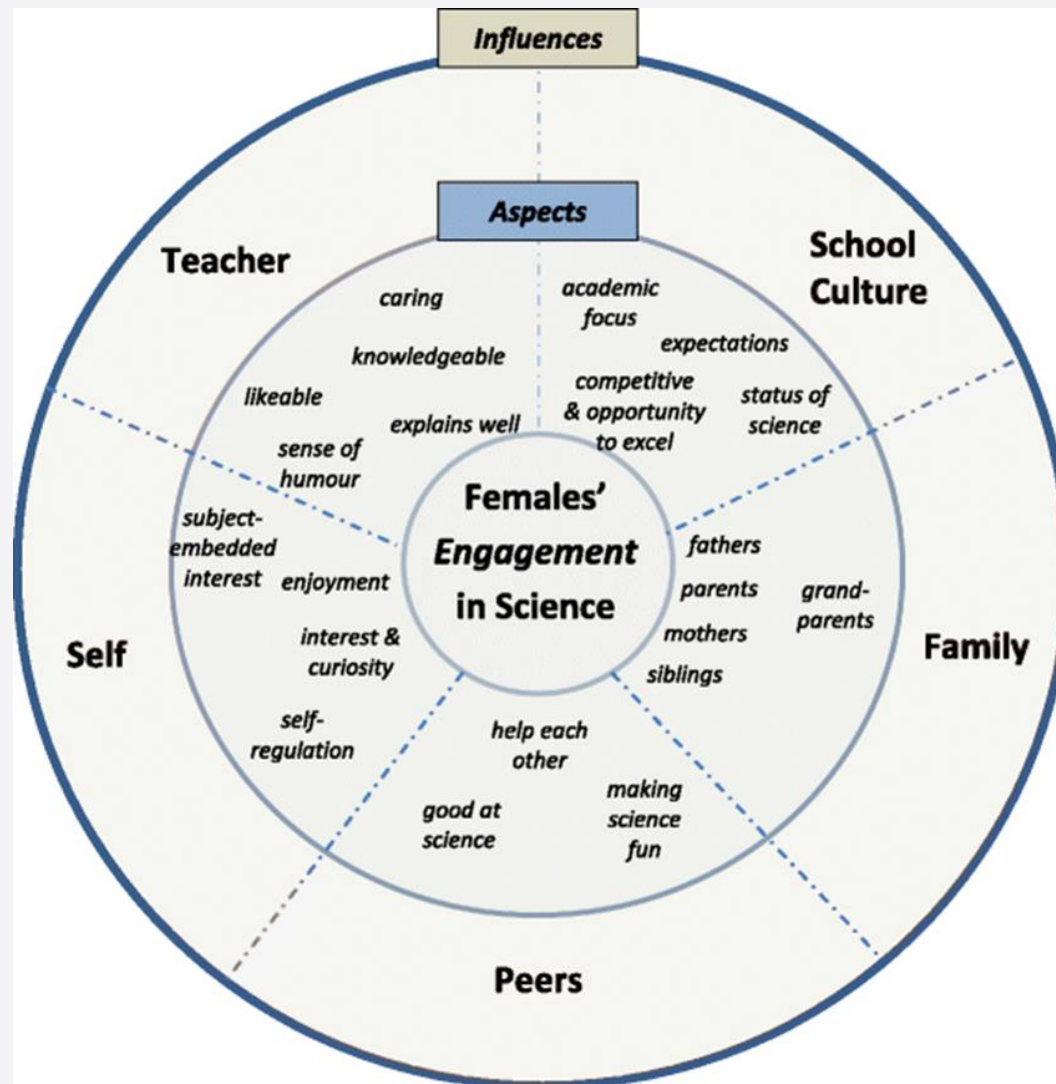 Influences
Aspects
Teacher
caring
knowledgeable
likeable
explains well
sense of
humour
School
Culture
academic
focus
expectations
competitive
& opportunity
to excel
status of
science
Females'
Engagement
in Science
Family
fathers
parents
mothers
siblings
grand-
parents
Self
subject-
embedded
interest
enjoyment
interest &
curiosity
self-
regulation
help each
other
good at
science
making
science
fun
Peers